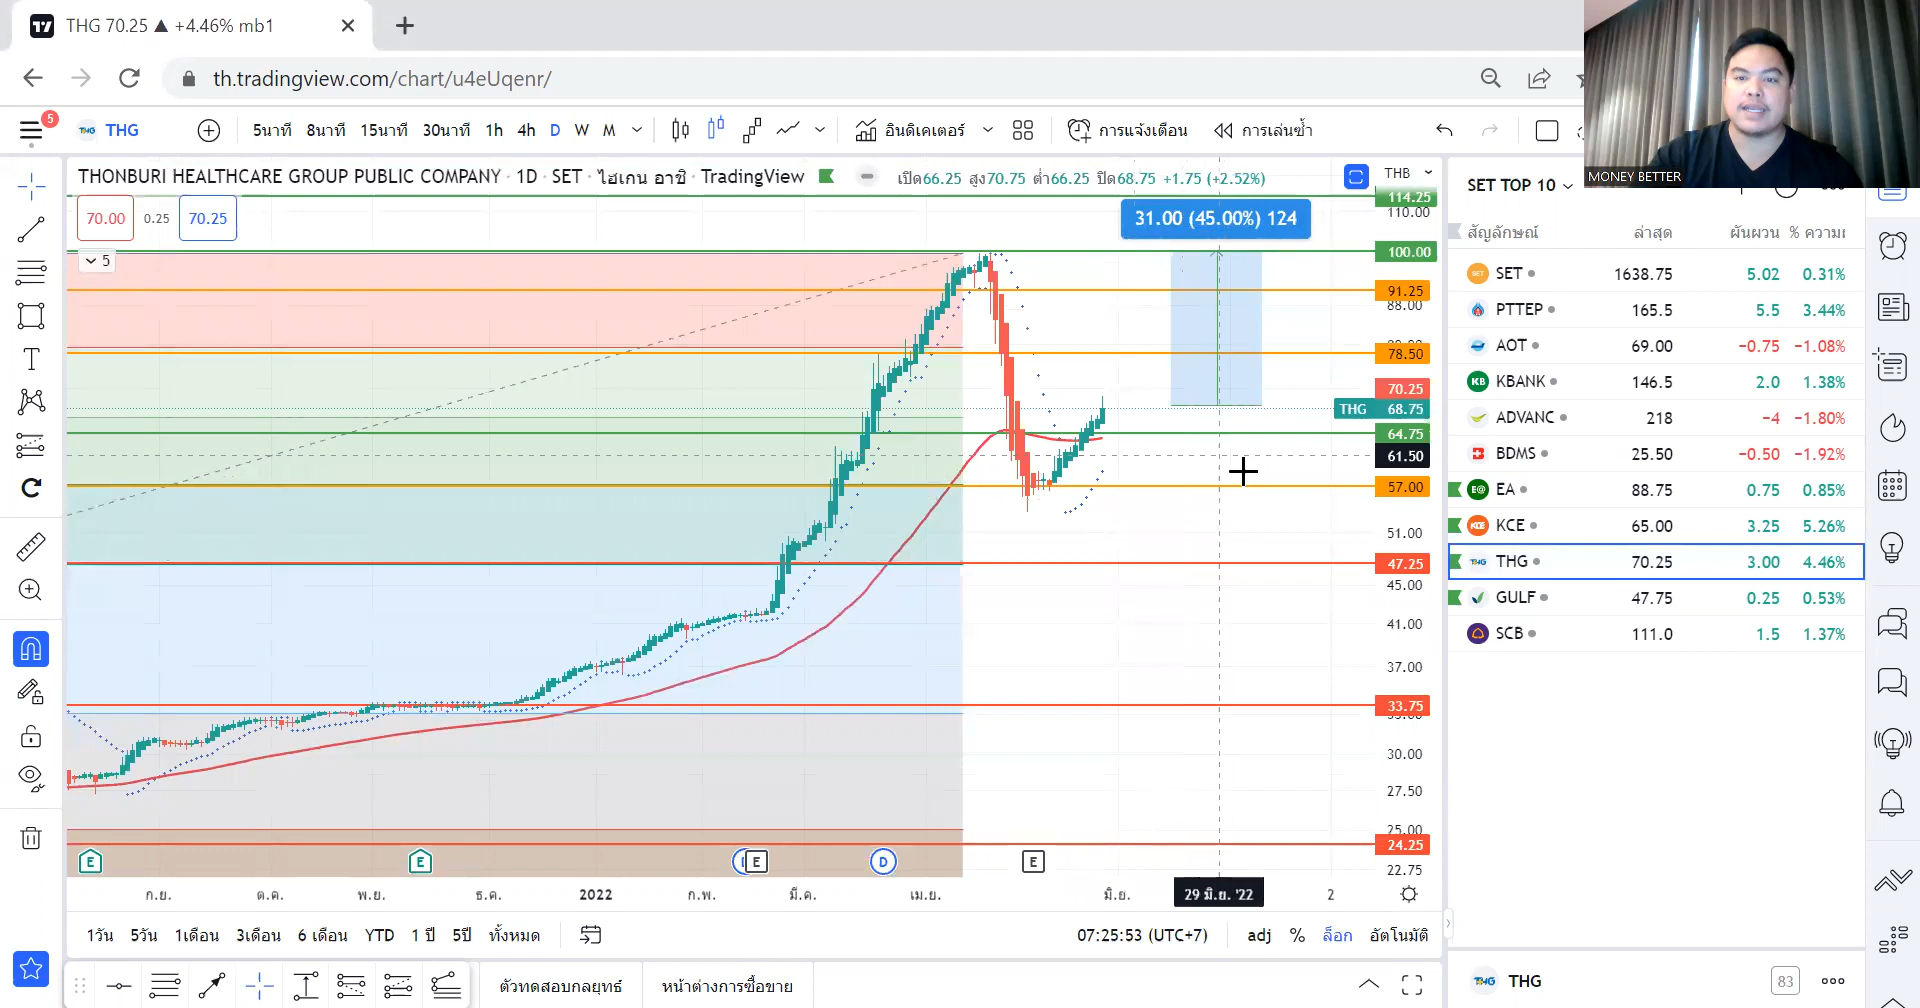 THG 70.25 ▲ +4.46% mb1
th.tradingview.com/chart/u4eUqenr/
MONEY BETTER
5
THG THG 5นาที 8นาที 15นาที 30นาที 1h 4h D W M อินดิเคเตอร์ การแจ้งเตือน การเล่นซ้ำ
THONBURI HEALTHCARE GROUP PUBLIC COMPANY · 1D · SET · ไฮเกน อาชิ · TradingView เปิด66.25 สูง70.75 ต่ำ66.25 ปิด68.75 +1.75 (+2.52%)
70.00 0.25 70.25
5
31.00 (45.00%) 124
THB
114.25
110.00
100.00
91.25
88.00
78.50
70.25
THG 68.75
64.75
61.50
57.00
51.00
47.25
45.00
41.00
37.00
33.75
30.00
27.50
25.00
24.25
22.75
E E E D E
ก.ย. ต.ค. พ.ย. ธ.ค. 2022 ก.พ. มี.ค. เม.ย. มิ.ย. 29 มิ.ย. '22 2
1วัน 5วัน 1เดือน 3เดือน 6 เดือน YTD 1 ปี 5ปี ทั้งหมด 07:25:53 (UTC+7) adj % ล็อก อัตโนมัติ
ตัวทดสอบกลยุทธ์ หน้าต่างการซื้อขาย
SET TOP 10
สัญลักษณ์ ล่าสุด ผันผวน % ความเ
SET 1638.75 5.02 0.31%
PTTEP 165.5 5.5 3.44%
AOT 69.00 −0.75 −1.08%
KBANK 146.5 2.0 1.38%
ADVANC 218 −4 −1.80%
BDMS 25.50 −0.50 −1.92%
EA 88.75 0.75 0.85%
KCE 65.00 3.25 5.26%
THG 70.25 3.00 4.46%
GULF 47.75 0.25 0.53%
SCB 111.0 1.5 1.37%
THG 83